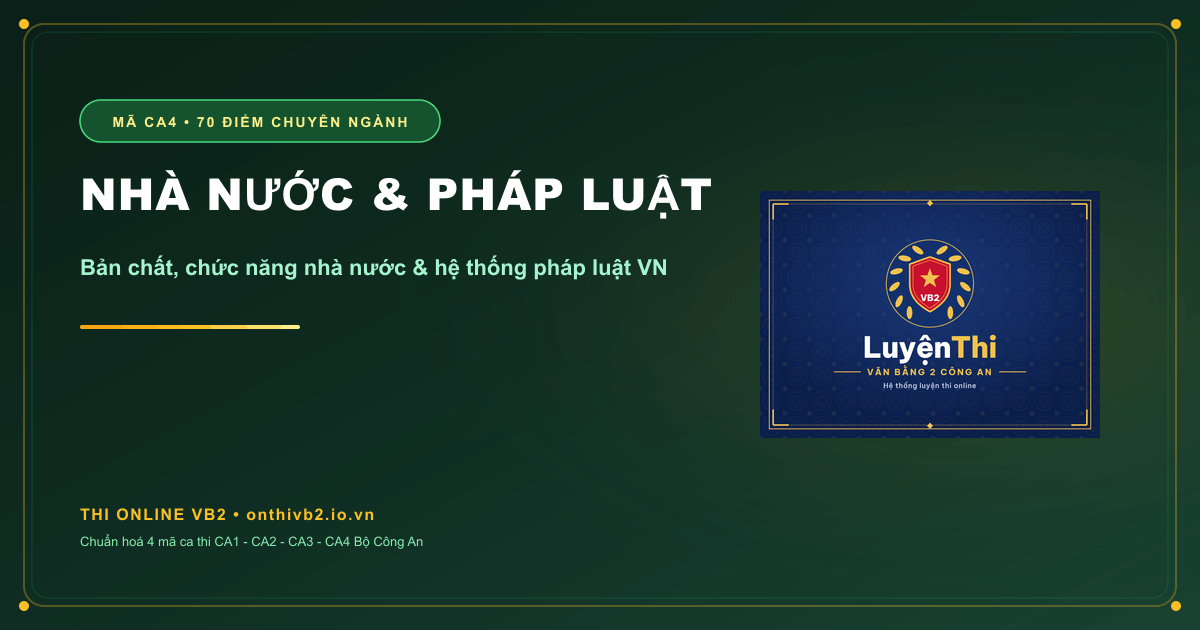 MÃ CA4 • 70 ĐIỂM CHUYÊN NGÀNH
NHÀ NƯỚC & PHÁP LUẬT
Bản chất, chức năng nhà nước & hệ thống pháp luật VN
VB2
LuyệnThi
VĂN BẰNG 2 CÔNG AN
Hệ thống luyện thi online
THI ONLINE VB2 • onthivb2.io.vn
Chuẩn hoá 4 mã ca thi CA1 - CA2 - CA3 - CA4 Bộ Công An